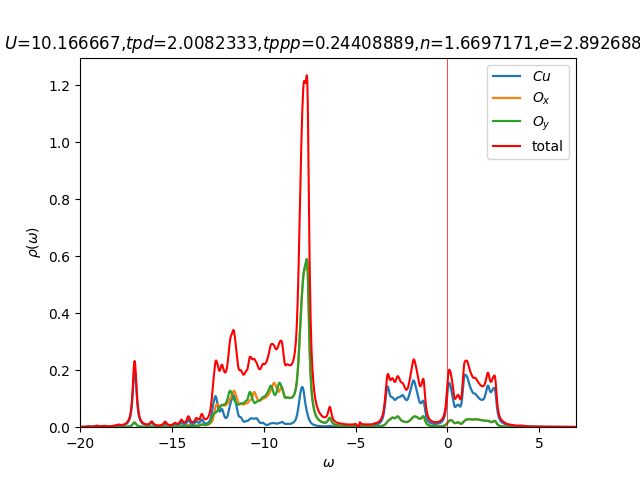 U=10.166667,tpd=2.0082333,tppp=0.24408889,n=1.6697171,e=2.892688
1.2
1.0
0.8
0.6
0.4
0.2
0.0
ρ(ω)
Cu
Oₓ
O_y
total
−20
−15
−10
−5
0
5
ω